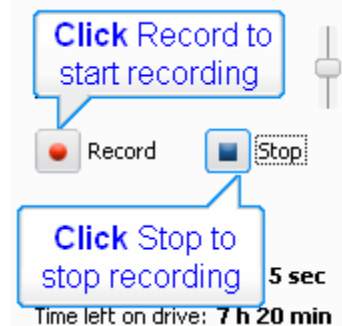 Click Record to
start recording
Record
Stop
Click Stop to
stop recording
5 sec
Time left on drive: 7 h 20 min